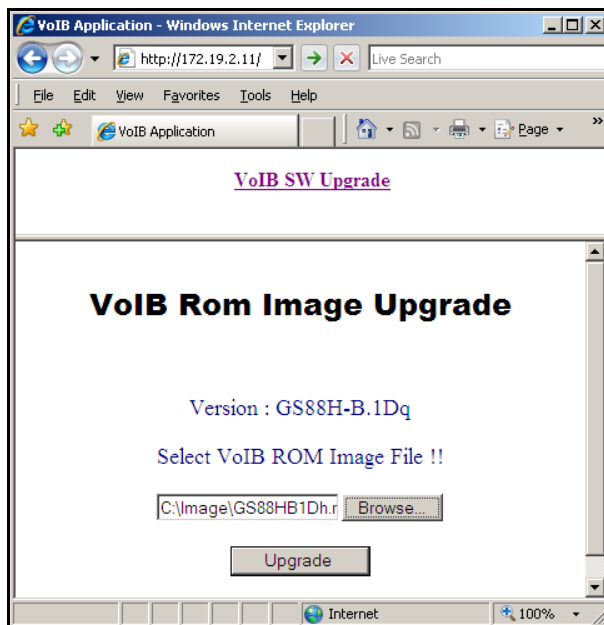 VoIB Application - Windows Internet Explorer
http://172.19.2.11/
Live Search
File Edit View Favorites Tools Help
VoIB Application
Page
»
VoIB SW Upgrade
VoIB Rom Image Upgrade
Version : GS88H-B.1Dq
Select VoIB ROM Image File !!
C:\Image\GS88HB1Dh.r Browse...
Upgrade
Internet 100%